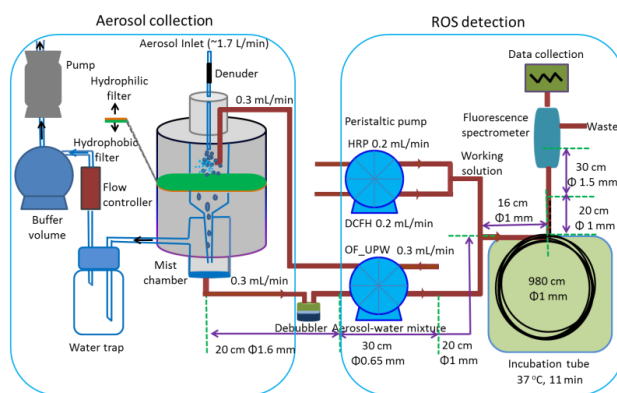 Aerosol collection
ROS detection
Aerosol Inlet (~1.7 L/min)
Data collection
Pump
Denuder
Hydrophilic
filter
0.3 mL/min
Hydrophobic
filter
Flow
controller
Buffer
volume
Mist
chamber
0.3 mL/min
Water trap
Debubbler
Aerosol-water mixture
20 cm Φ1.6 mm
30 cm
Φ0.65 mm
20 cm
Φ1 mm
Peristaltic pump
HRP 0.2 mL/min
Working
solution
DCFH 0.2 mL/min
OF_UPW
0.3 mL/min
Fluorescence
spectrometer
Waste
30 cm
Φ 1.5 mm
16 cm
Φ1 mm
20 cm
Φ 1 mm
980 cm
Φ1 mm
Incubation tube
37 °C, 11 min